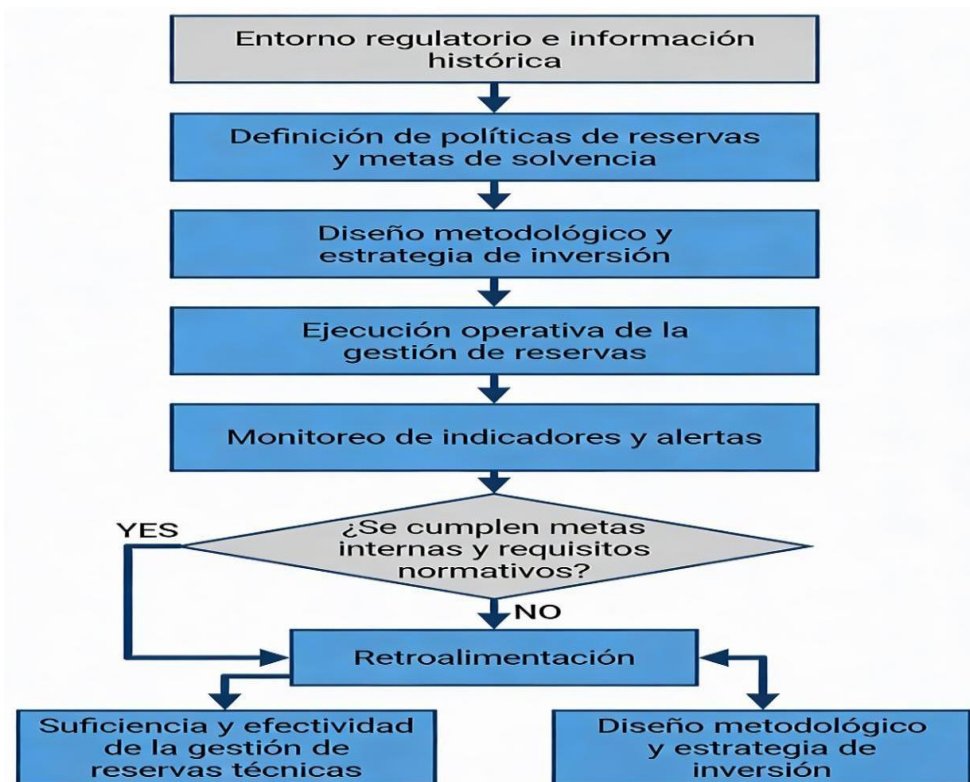 Entorno regulatorio e información
histórica
Definición de políticas de reservas
y metas de solvencia
Diseño metodológico y
estrategia de inversión
Ejecución operativa de la
gestión de reservas
Monitoreo de indicadores y alertas
¿Se cumplen metas
internas y requisitos
normativos?
YES
NO
Retroalimentación
Suficiencia y efectividad
de la gestión de
reservas técnicas
Diseño metodológico
y estrategia de
inversión